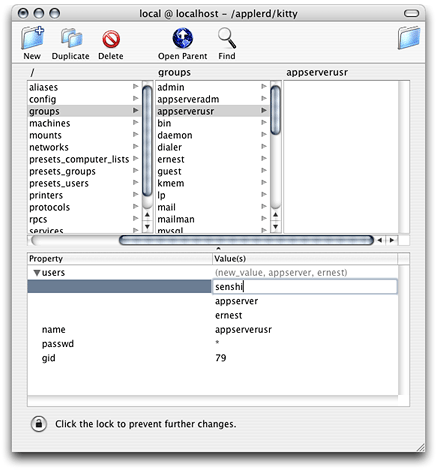 local @ localhost - /applerd/kitty
New Duplicate Delete Open Parent Find
/ groups appserverusr
aliases
config
groups
machines
mounts
networks
presets_computer_lists
presets_groups
presets_users
printers
protocols
rpcs
services
admin
appserveradm
appserverusr
bin
daemon
dialer
ernest
guest
kmem
lp
mail
mailman
mysql
Property Value(s)
users (new_value, appserver, ernest)
senshi
appserver
ernest
name appserverusr
passwd *
gid 79
Click the lock to prevent further changes.